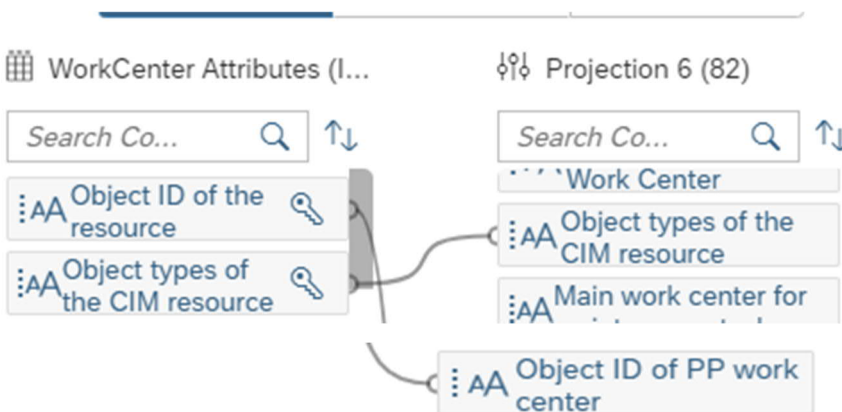 WorkCenter Attributes (I...
Projection 6 (82)
Search Co...
Search Co...
Object ID of the
resource
Object types of
the CIM resource
Work Center
Object types of the
CIM resource
Main work center for
Object ID of PP work
center